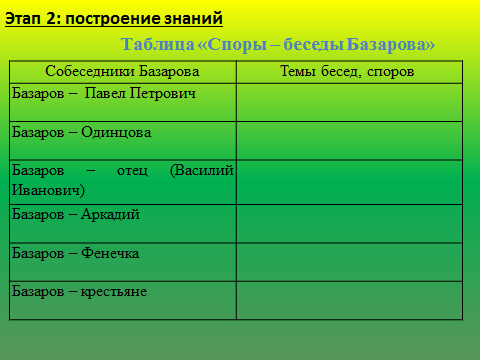 Этап 2: построение знаний
Таблица «Споры – беседы Базарова»
Собеседники Базарова
Темы бесед, споров
Базаров – Павел Петрович
Базаров – Одинцова
Базаров – отец (Василий
Иванович)
Базаров – Аркадий
Базаров – Фенечка
Базаров – крестьяне